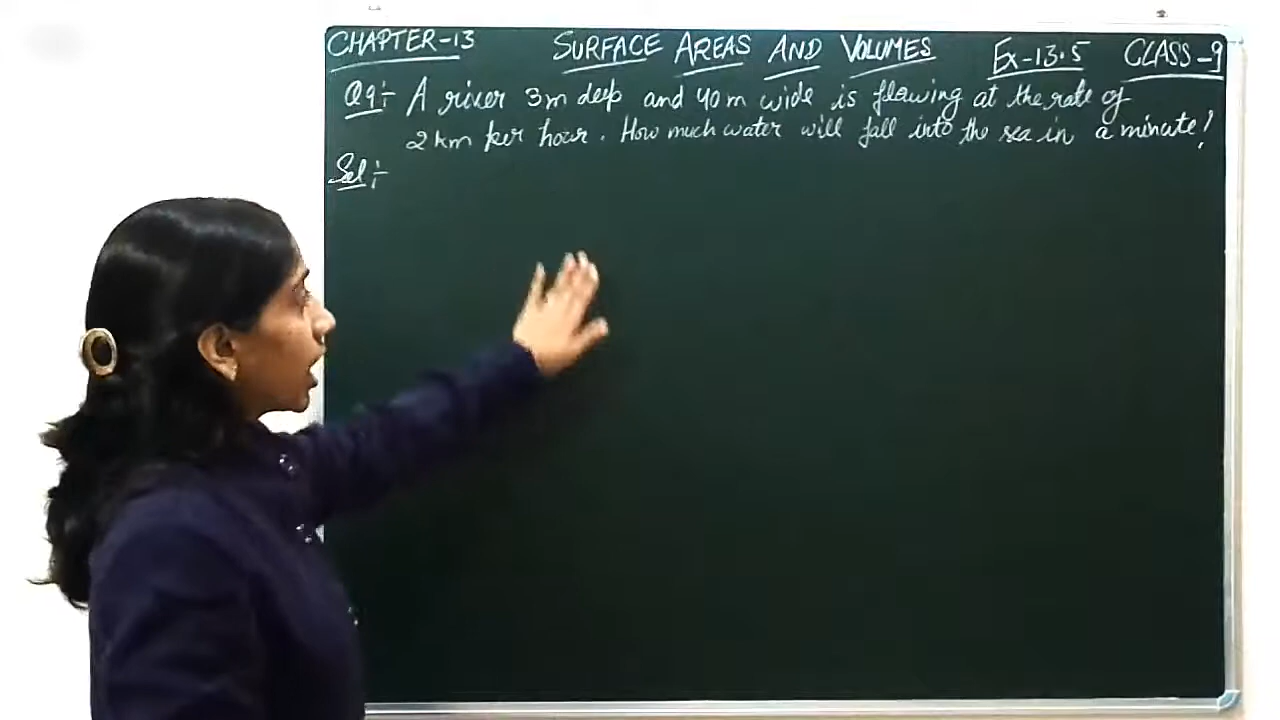 CHAPTER-13 SURFACE AREAS AND VOLUMES Ex-13.5 CLASS-9
Q9:- A river 3m deep and 40m wide is flowing at the rate of
2km per hour. How much water will fall into the sea in a minute?
Sol:-